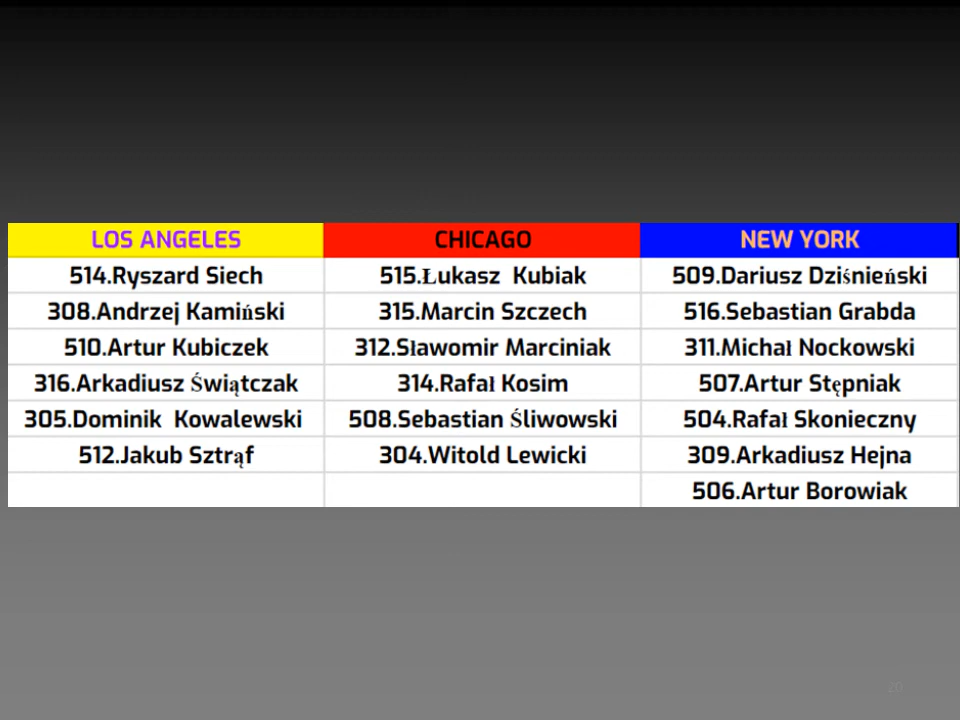 LOS ANGELES CHICAGO NEW YORK
514.Ryszard Siech 515.Łukasz Kubiak 509.Dariusz Dziśnieński
308.Andrzej Kamiński 315.Marcin Szczech 516.Sebastian Grabda
510.Artur Kubiczek 312.Sławomir Marciniak 311.Michał Nockowski
316.Arkadiusz Świątczak 314.Rafał Kosim 507.Artur Stępniak
305.Dominik Kowalewski 508.Sebastian Śliwowski 504.Rafał Skonieczny
512.Jakub Sztrąf 304.Witold Lewicki 309.Arkadiusz Hejna
506.Artur Borowiak
20